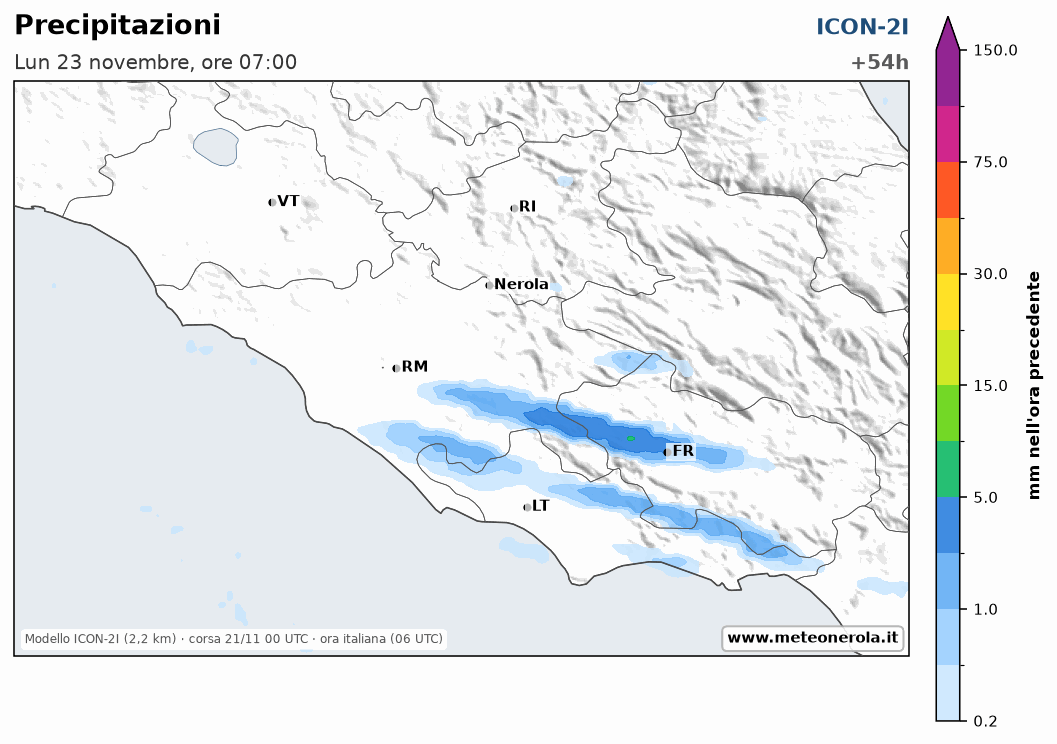 Precipitazioni
ICON-2I
Lun 23 novembre, ore 07:00
+54h
150.0
75.0
30.0
15.0
5.0
1.0
0.2
mm nell'ora precedente
VT
RI
Nerola
RM
FR
LT
Modello ICON-2I (2,2 km) · corsa 21/11 00 UTC · ora italiana (06 UTC)
www.meteonerola.it